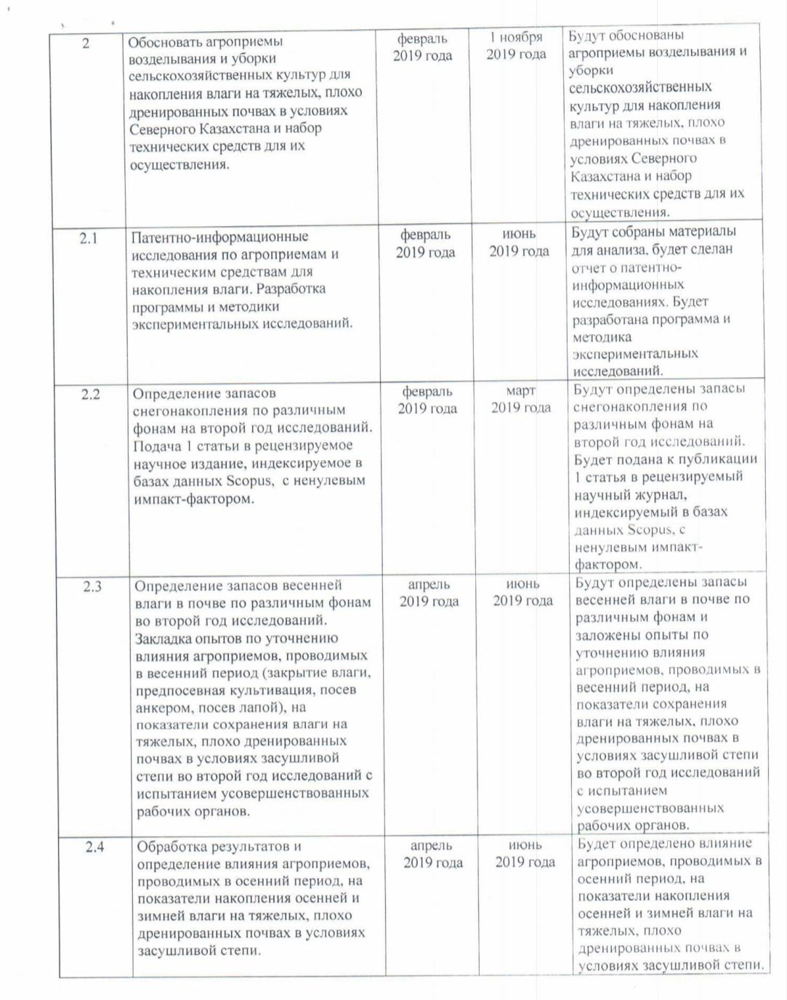 2
Обосновать агроприемы
возделывания и уборки
сельскохозяйственных культур для
накопления влаги на тяжелых, плохо
дренированных почвах в условиях
Северного Казахстана и набор
технических средств для их
осуществления.
февраль
2019 года
1 ноября
2019 года
Будут обоснованы
агроприемы возделывания и
уборки
сельскохозяйственных
культур для накопления
влаги на тяжелых, плохо
дренированных почвах в
условиях Северного
Казахстана и набор
технических средств для их
осуществления.
2.1
Патентно-информационные
исследования по агроприемам и
техническим средствам для
накопления влаги. Разработка
программы и методики
экспериментальных исследований.
февраль
2019 года
июнь
2019 года
Будут собраны материалы
для анализа, будет сделан
отчет о патентно-
информационных
исследованиях. Будет
разработана программа и
методика
экспериментальных
исследований.
2.2
Определение запасов
снегонакопления по различным
фонам на второй год исследований.
Подача 1 статьи в рецензируемое
научное издание, индексируемое в
базах данных Scopus, с ненулевым
импакт-фактором.
февраль
2019 года
март
2019 года
Будут определены запасы
снегонакопления по
различным фонам на
второй год исследований.
Будет подана к публикации
1 статья в рецензируемый
научный журнал,
индексируемый в базах
данных Scopus, с
ненулевым импакт-
фактором.
2.3
Определение запасов весенней
влаги в почве по различным фонам
во второй год исследований.
Закладка опытов по уточнению
влияния агроприемов, проводимых
в весенний период (закрытие влаги,
предпосевная культивация, посев
анкером, посев лапой), на
показатели сохранения влаги на
тяжелых, плохо дренированных
почвах в условиях засушливой
степи во второй год исследований с
испытанием усовершенствованных
рабочих органов.
апрель
2019 года
июнь
2019 года
Будут определены запасы
весенней влаги в почве по
различным фонам и
заложены опыты по
уточнению влияния
агроприемов, проводимых в
весенний период, на
показатели сохранения
влаги на тяжелых, плохо
дренированных почвах в
условиях засушливой степи
во второй год исследований
с испытанием
усовершенствованных
рабочих органов.
2.4
Обработка результатов и
определение влияния агроприемов,
проводимых в осенний период, на
показатели накопления осенней и
зимней влаги на тяжелых, плохо
дренированных почвах в условиях
засушливой степи.
апрель
2019 года
июнь
2019 года
Будет определено влияние
агроприемов, проводимых в
осенний период, на
показатели накопления
осенней и зимней влаги на
тяжелых, плохо
дренированных почвах в
условиях засушливой степи.